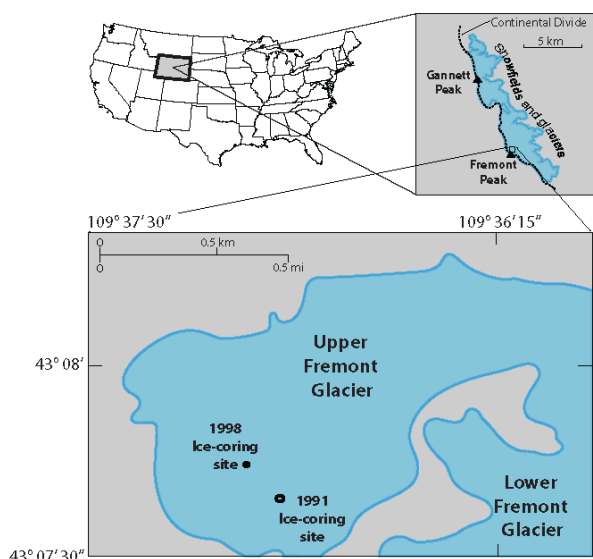 Continental Divide
5 km
Gannett
Peak
Snowfields and glaciers
Fremont
Peak
109° 37′ 30″
109° 36′ 15″
0
0.5 km
0
0.5 mi
Upper
Fremont
Glacier
43° 08′
1998
Ice-coring
site
1991
Ice-coring
site
Lower
Fremont
Glacier
43° 07′ 30″